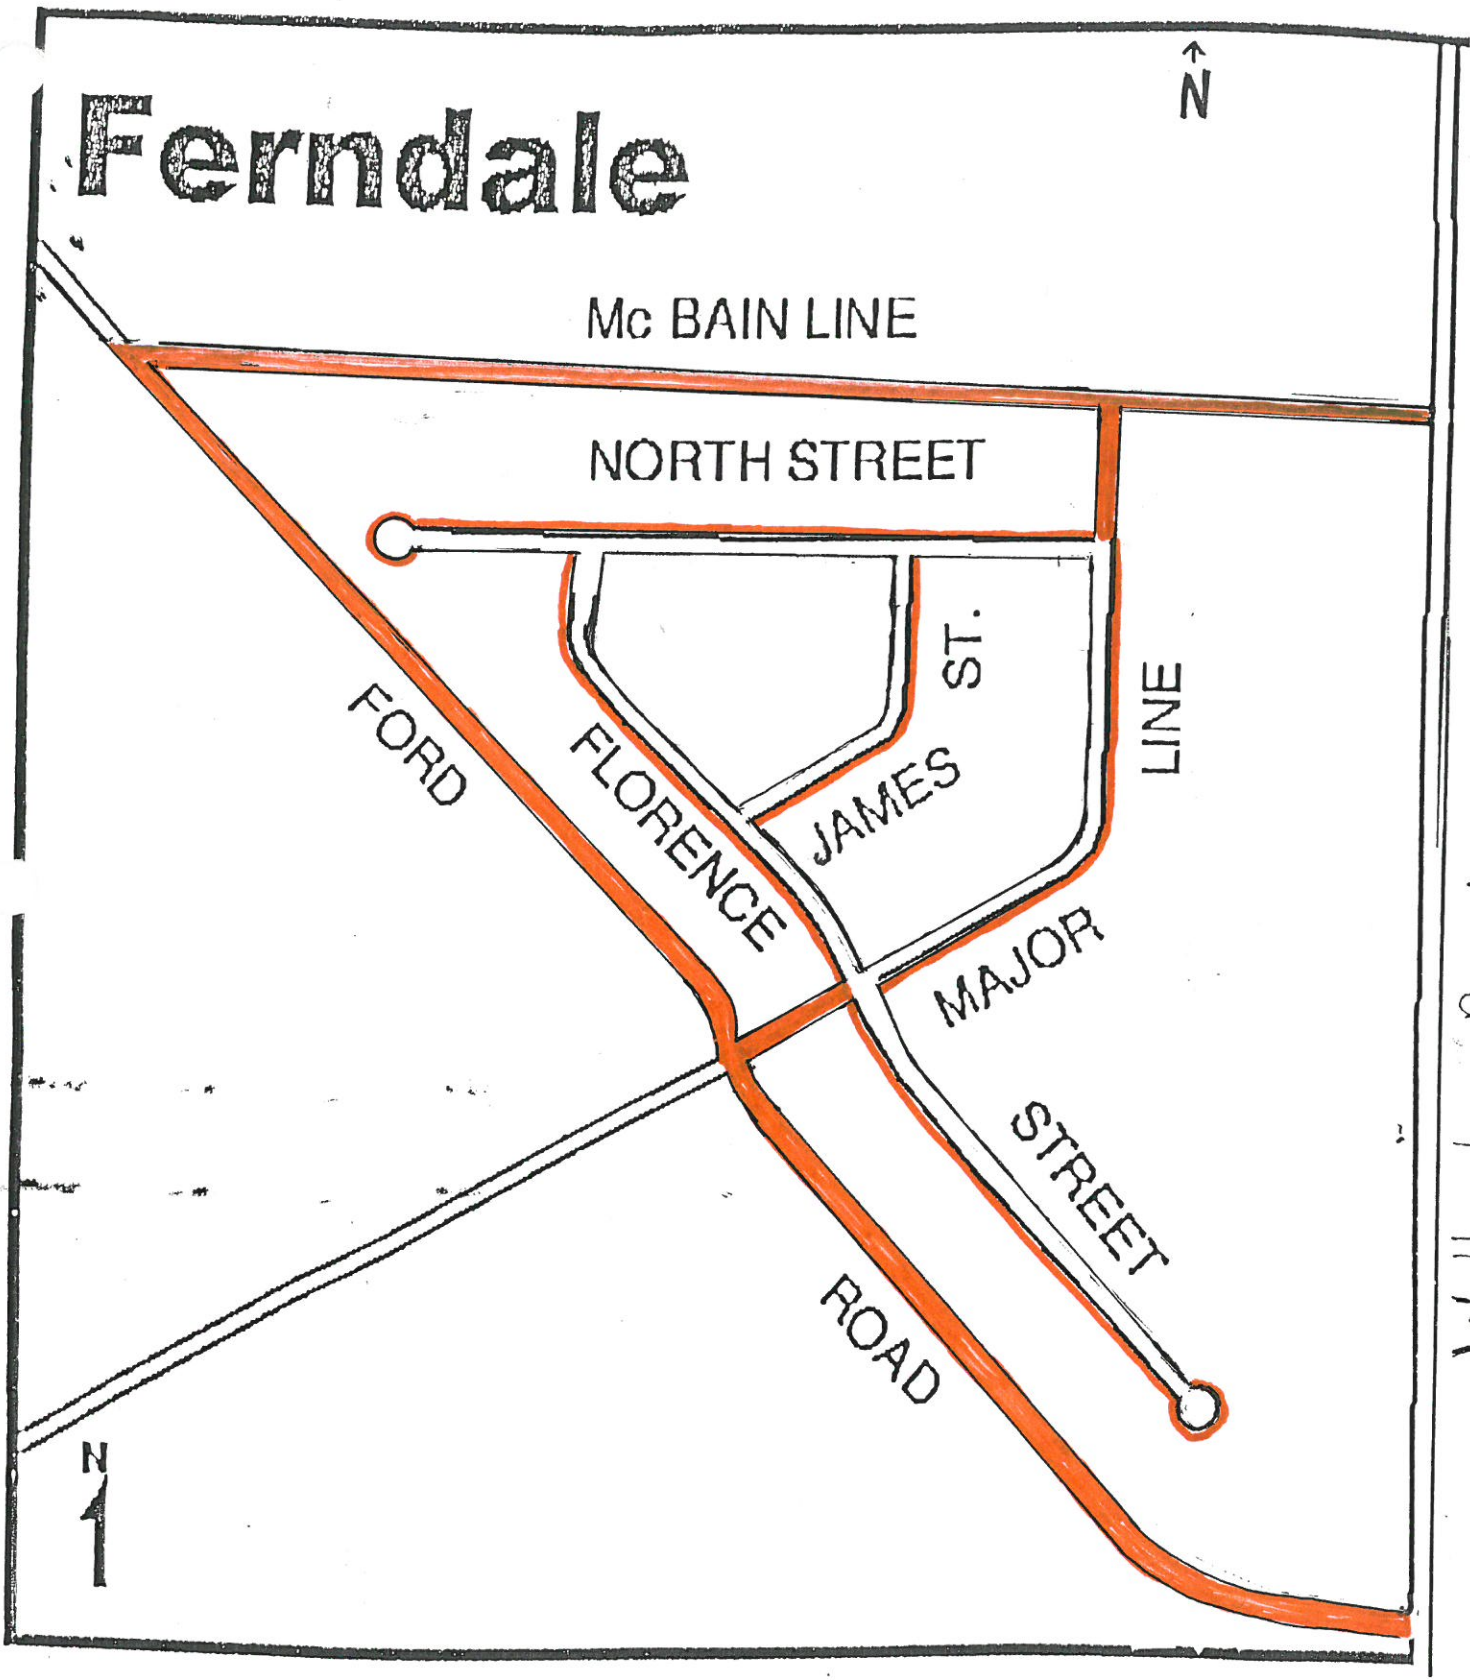 N
Ferndale
Mc BAIN LINE
NORTH STREET
ST.
LINE
FORD
FLORENCE
JAMES
MAJOR
STREET
ROAD
N